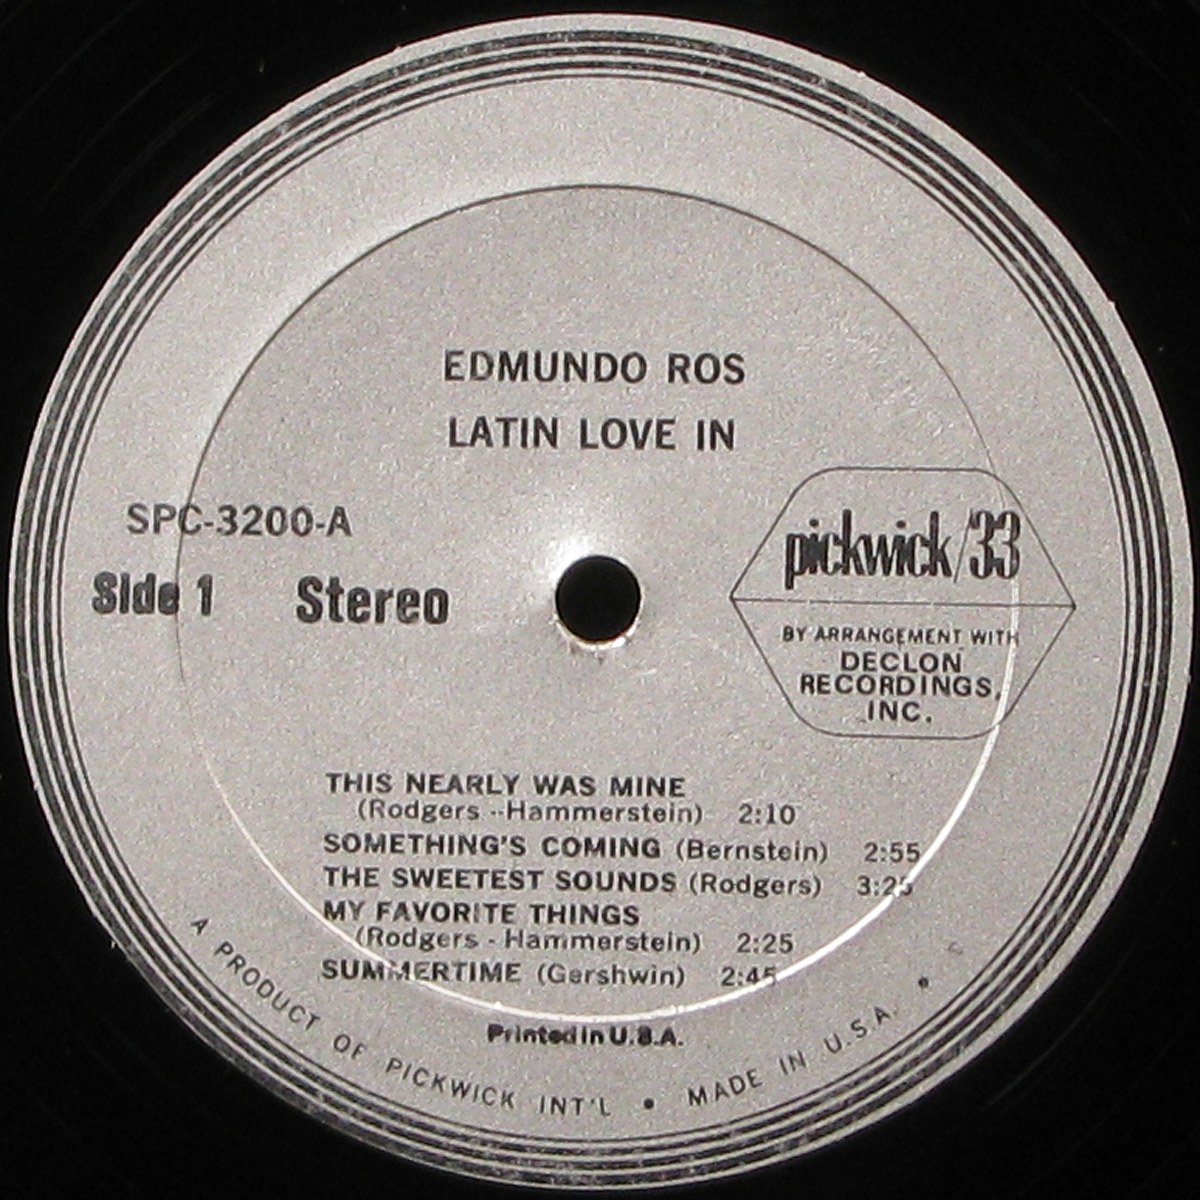 EDMUNDO ROS
LATIN LOVE IN
SPC-3200-A
Side 1 Stereo
pickwick/33
BY ARRANGEMENT WITH
DECLON
RECORDINGS,
INC.
THIS NEARLY WAS MINE
(Rodgers - Hammerstein) 2:10
SOMETHING'S COMING (Bernstein) 2:55
THE SWEETEST SOUNDS (Rodgers) 3:25
MY FAVORITE THINGS
(Rodgers - Hammerstein) 2:25
SUMMERTIME (Gershwin) 2:45
Printed in U.S.A.
A PRODUCT OF PICKWICK INT'L • MADE IN U.S.A. •